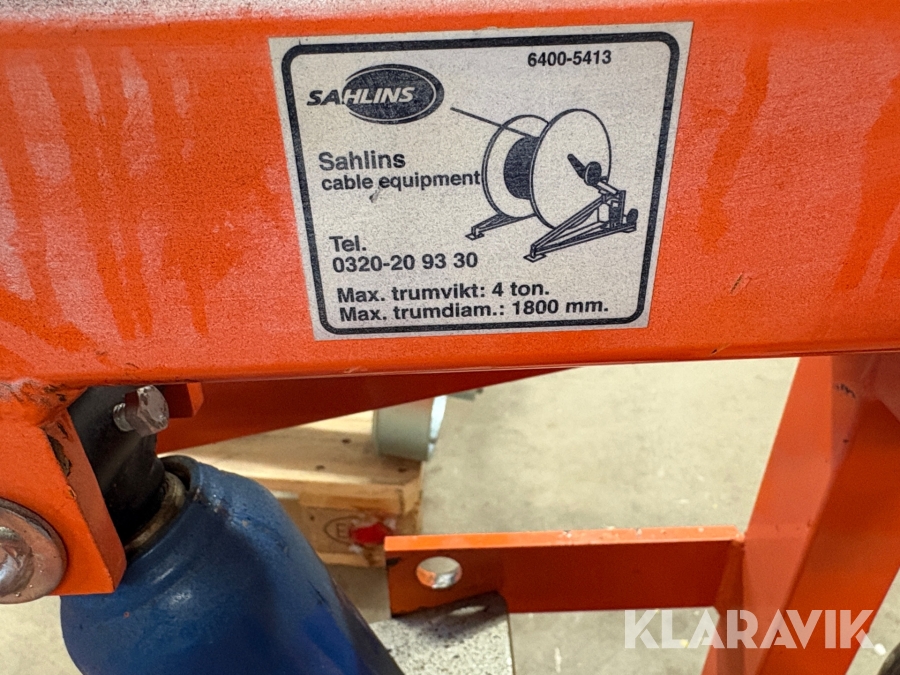 6400-5413
SAHLINS
Sahlins
cable equipment
Tel.
0320-20 93 30
Max. trumvikt: 4 ton.
Max. trumdiam.: 1800 mm.
KLARAVIK